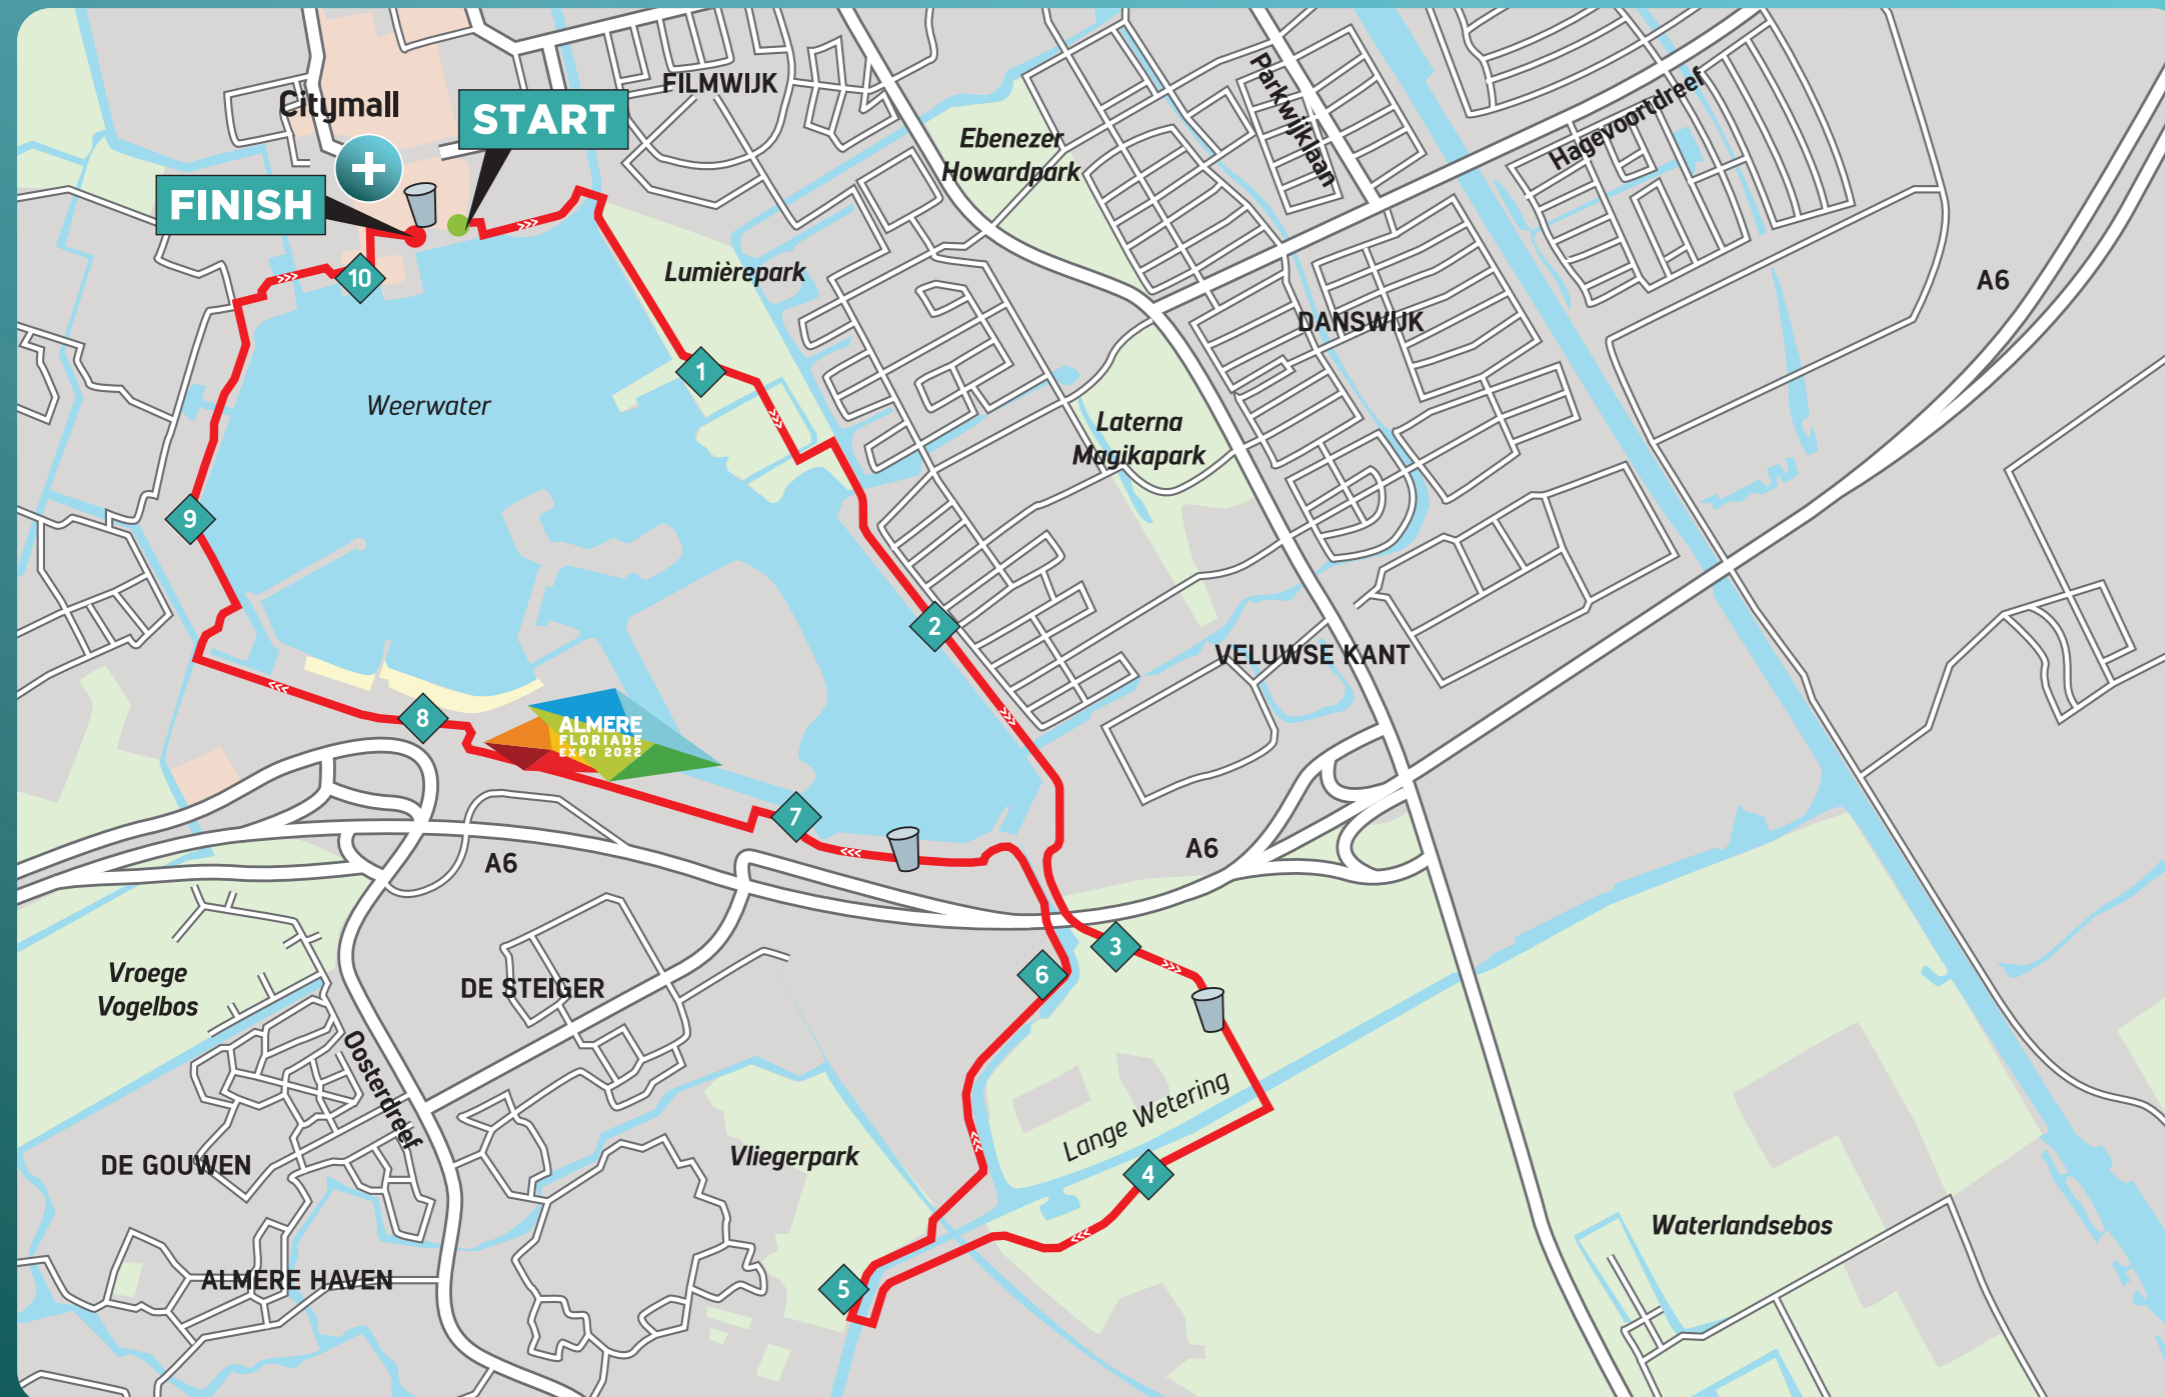 FILMWIJK
Citymall
START
FINISH
Ebenezer
Howardpark
Parkwijklaan
Hagevoortdreef
A6
Lumièrepark
10
DANSWIJK
1
Weerwater
Laterna
Magikapark
9
2
VELUWSE KANT
8
ALMERE
FLORIADE
EXPO 2022
7
A6
A6
3
6
Vroege
Vogelbos
DE STEIGER
Oosterdreef
Lange Wetering
DE GOUWEN
Vliegerpark
4
Waterlandsebos
ALMERE HAVEN
5